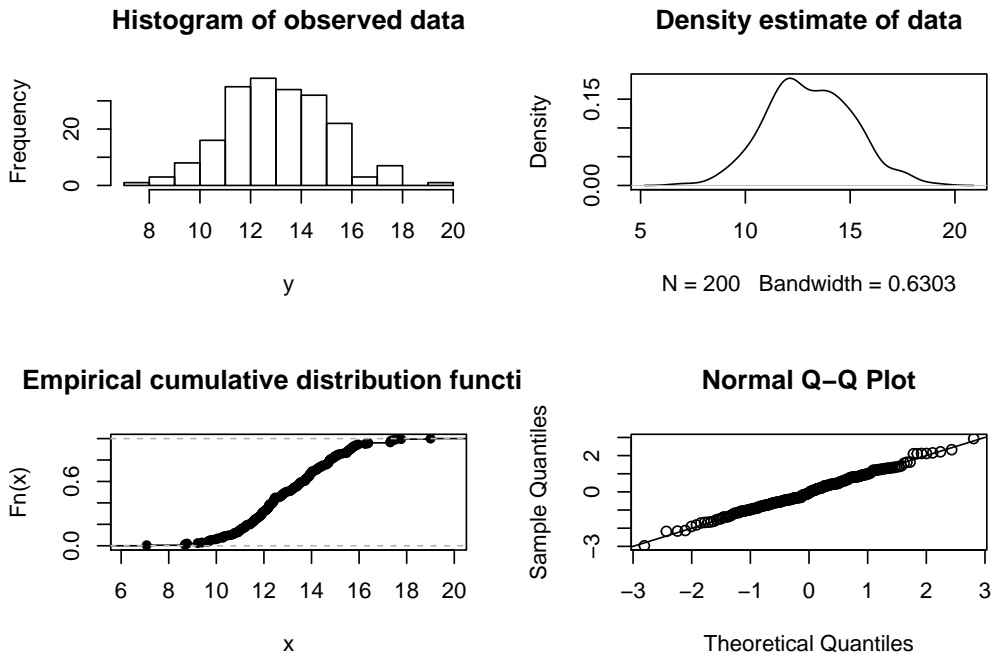 Histogram of observed data
Frequency
0
20
8 10 12 14 16 18 20
y
Density estimate of data
Density
0.00
0.15
5 10 15 20
N = 200 Bandwidth = 0.6303
Empirical cumulative distribution functi
Fn(x)
0.0
0.6
6 8 10 12 14 16 18 20
x
Normal Q−Q Plot
Sample Quantiles
−3
0
2
−3 −2 −1 0 1 2 3
Theoretical Quantiles